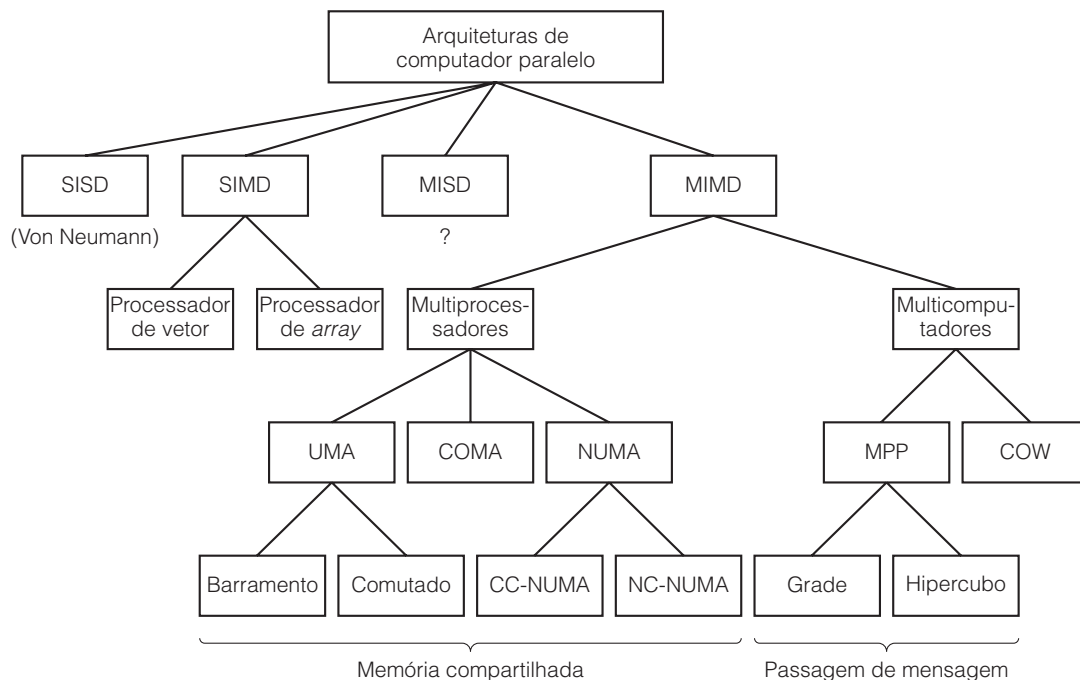 Arquiteturas de
computador paralelo
SISD
SIMD
MISD
MIMD
(Von Neumann)
?
Processador
de vetor
Processador
de array
Multiproces-
sadores
Multicompu-
tadores
UMA
COMA
NUMA
MPP
COW
Barramento
Comutado
CC-NUMA
NC-NUMA
Grade
Hipercubo
Memória compartilhada
Passagem de mensagem